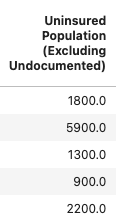 Uninsured
Population
(Excluding
Undocumented)
1800.0
5900.0
1300.0
900.0
2200.0